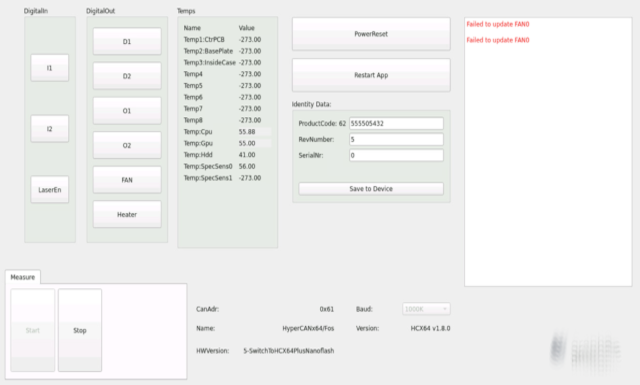 DigitalIn
I1
I2
LaserEn
DigitalOut
D1
D2
O1
O2
FAN
Heater
Temps
Name Value
Temp1:CtrPCB -273.00
Temp2:BasePlate -273.00
Temp3:InsideCase -273.00
Temp4 -273.00
Temp5 -273.00
Temp6 -273.00
Temp7 -273.00
Temp8 -273.00
Temp:Cpu 55.88
Temp:Gpu 55.00
Temp:Hdd 41.00
Temp:SpecSens0 56.00
Temp:SpecSens1 -273.00
PowerReset
Restart App
Identity Data:
ProductCode: 62 555505432
RevNumber: 5
SerialNr: 0
Save to Device
Failed to update FAN0
Failed to update FAN0
Measure
Start
Stop
CanAdr: 0x61 Baud: 1000K
Name: HyperCANx64/Fos Version: HCX64 v1.8.0
HWVersion: 5-SwitchToHCX64PlusNanoflash